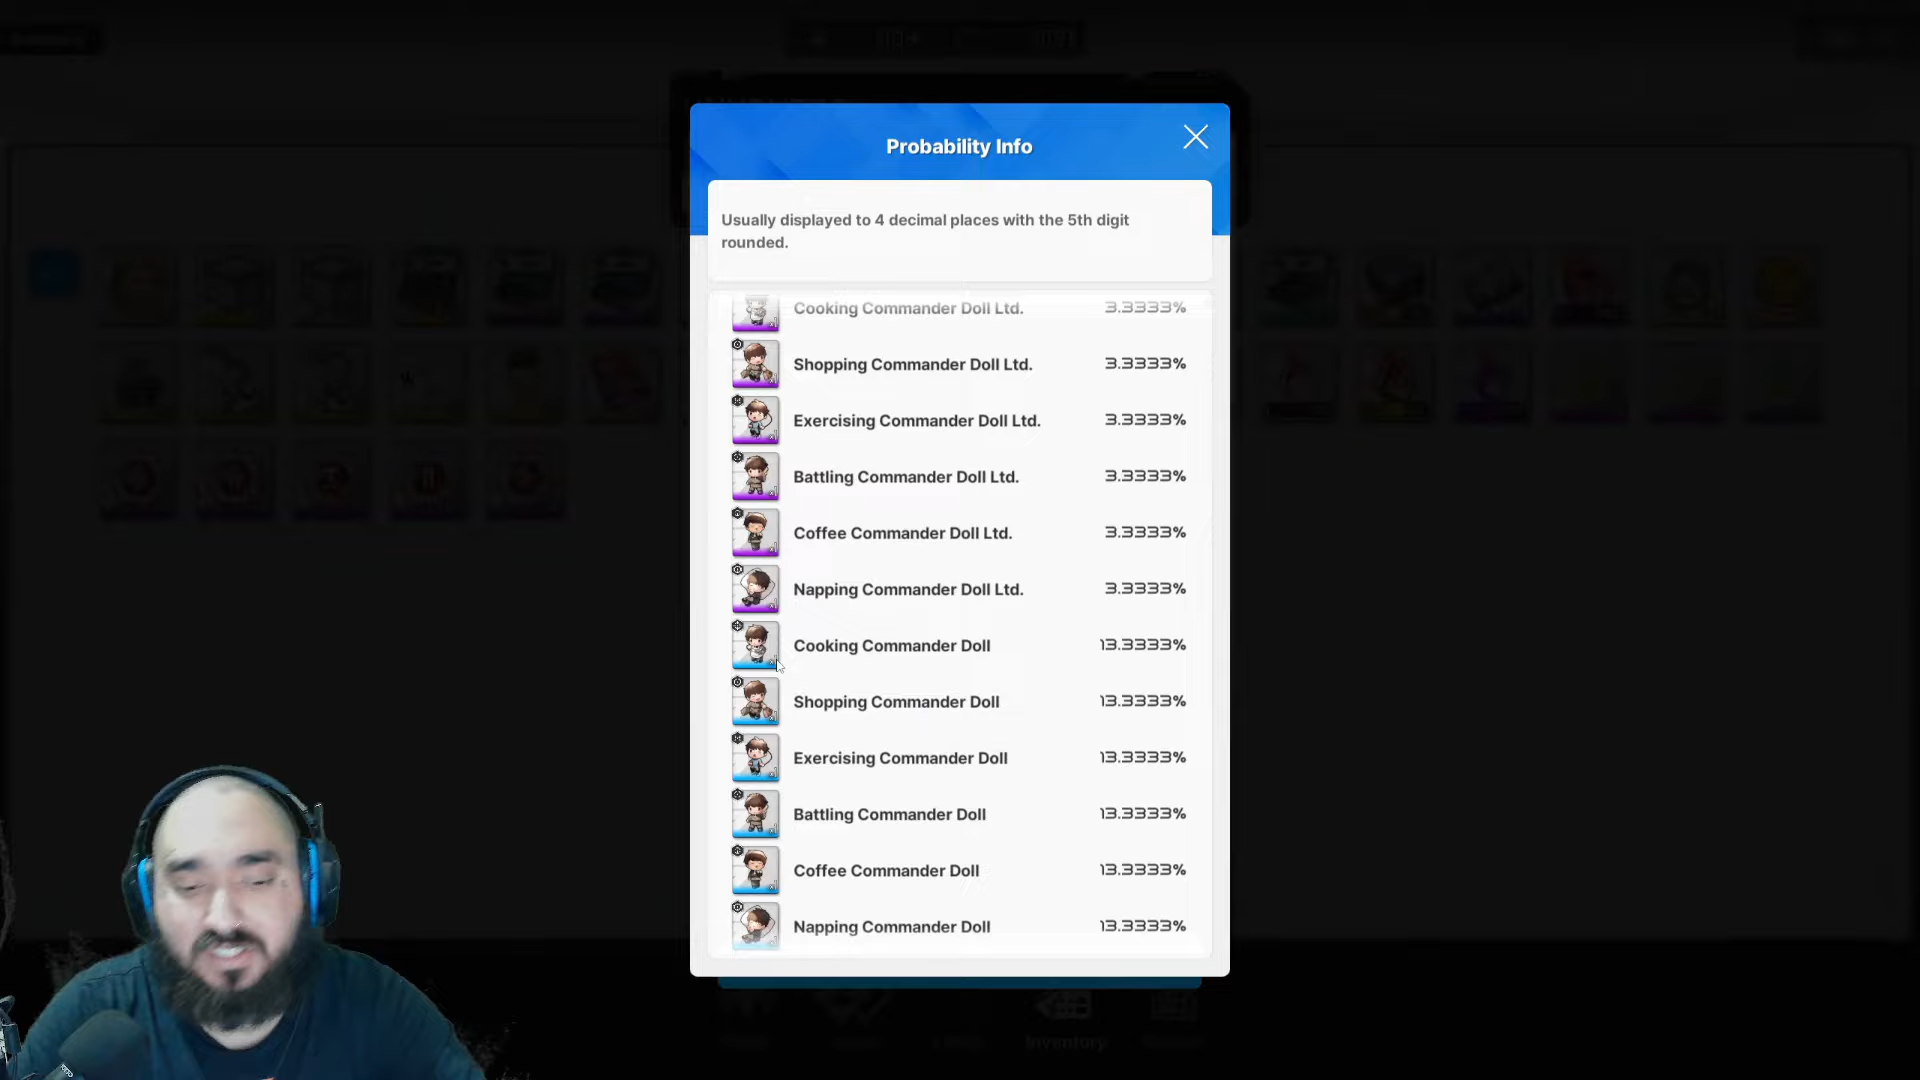 Probability Info
Usually displayed to 4 decimal places with the 5th digit
rounded.
Cooking Commander Doll Ltd. 3.3333%
Shopping Commander Doll Ltd. 3.3333%
Exercising Commander Doll Ltd. 3.3333%
Battling Commander Doll Ltd. 3.3333%
Coffee Commander Doll Ltd. 3.3333%
Napping Commander Doll Ltd. 3.3333%
Cooking Commander Doll 13.3333%
Shopping Commander Doll 13.3333%
Exercising Commander Doll 13.3333%
Battling Commander Doll 13.3333%
Coffee Commander Doll 13.3333%
Napping Commander Doll 13.3333%
Inventory